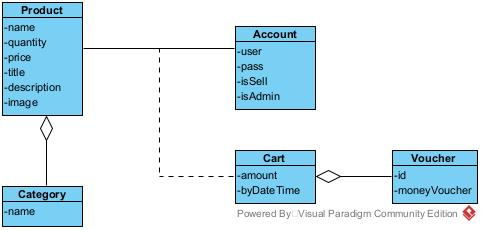 Product
-name
-quantity
-price
-title
-description
-image
Account
-user
-pass
-isSell
-isAdmin
Cart
-amount
-byDateTime
Voucher
-id
-moneyVoucher
Category
-name
Powered By Visual Paradigm Community Edition